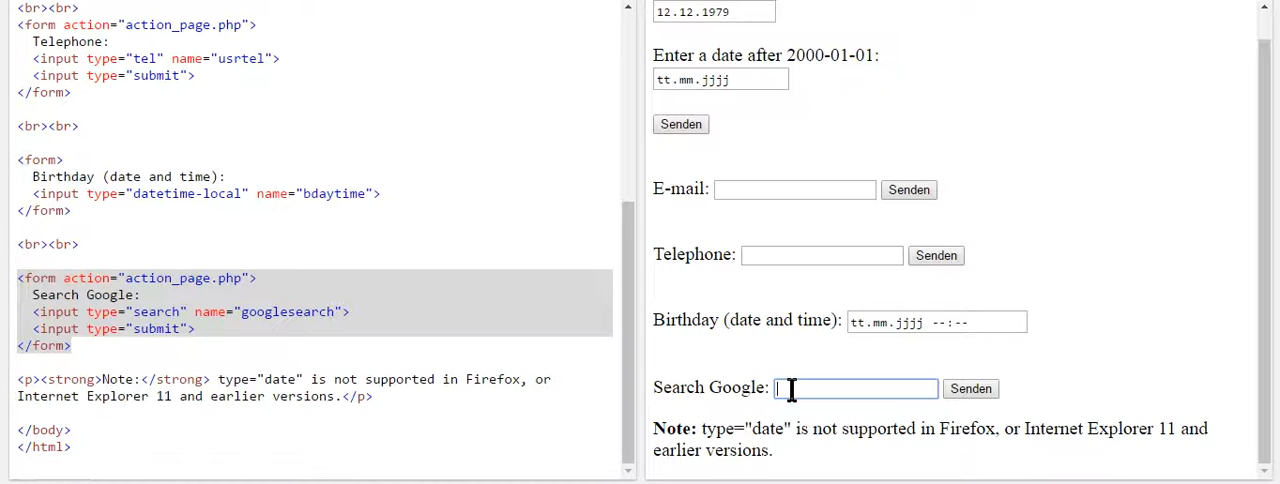 <br><br>
<form action="action_page.php">
Telephone:
<input type="tel" name="usrtel">
<input type="submit">
</form>
<br><br>
<form>
Birthday (date and time):
<input type="datetime-local" name="bdaytime">
</form>
<br><br>
<form action="action_page.php">
Search Google:
<input type="search" name="googlesearch">
<input type="submit">
</form>
<p><strong>Note:</strong> type="date" is not supported in Firefox, or
Internet Explorer 11 and earlier versions.</p>
</body>
</html>
12.12.1979
Enter a date after 2000-01-01:
tt.mm.jjjj
Senden
E-mail: Senden
Telephone: Senden
Birthday (date and time): tt.mm.jjjj --:--
Search Google: Senden
Note: type="date" is not supported in Firefox, or Internet Explorer 11 and
earlier versions.